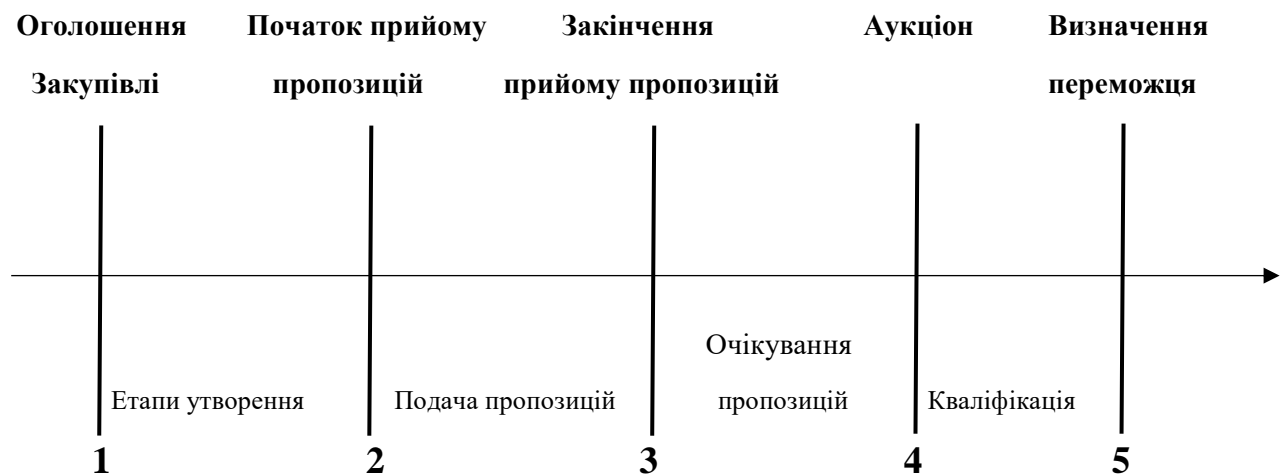 Оголошення Закупівлі
Початок прийому пропозицій
Закінчення прийому пропозицій
Аукціон
Визначення переможця
Етапи утворення
Подача пропозицій
Очікування пропозицій
Кваліфікація
1
2
3
4
5